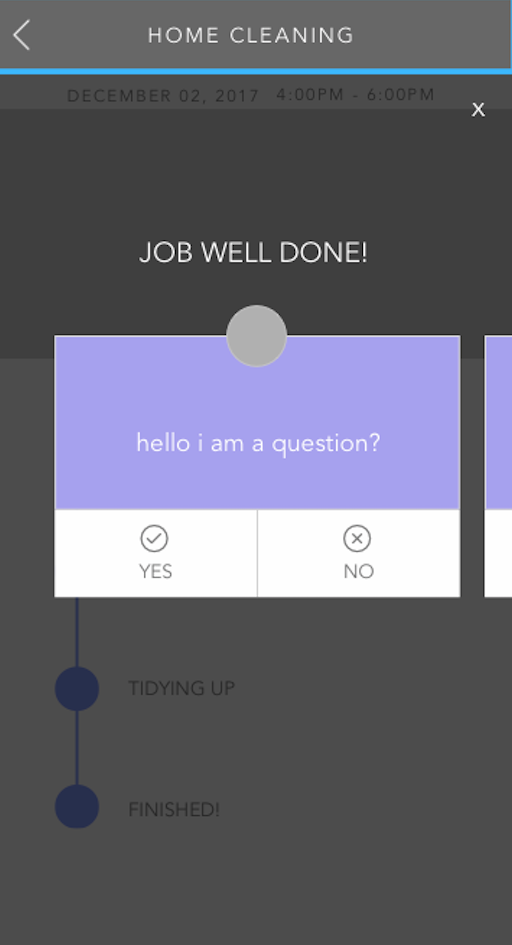 HOME CLEANING
DECEMBER 02, 2017 4:00PM - 6:00PM
X
JOB WELL DONE!
hello i am a question?
YES NO
TIDYING UP
FINISHED!